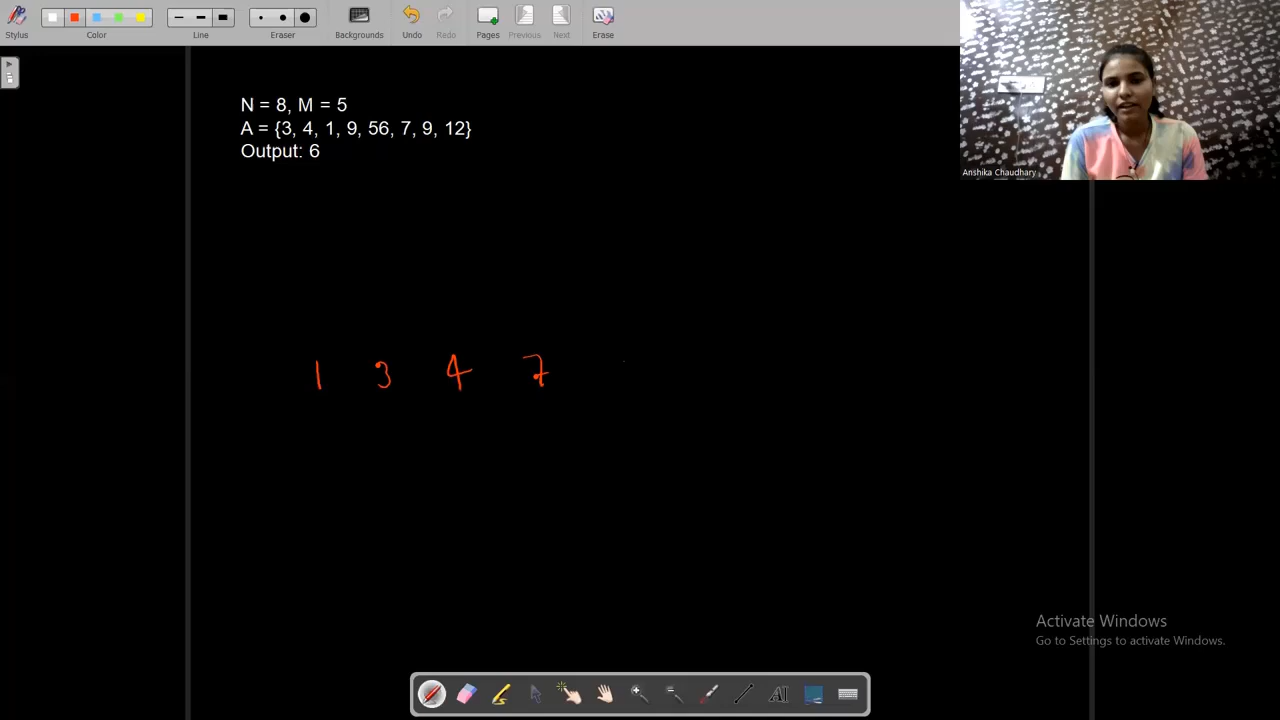 Stylus Color Line Eraser Backgrounds Undo Redo Pages Previous Next Erase
N = 8, M = 5
A = {3, 4, 1, 9, 56, 7, 9, 12}
Output: 6
Anshika Chaudhary
1 3 4 7
Activate Windows
Go to Settings to activate Windows.
AI